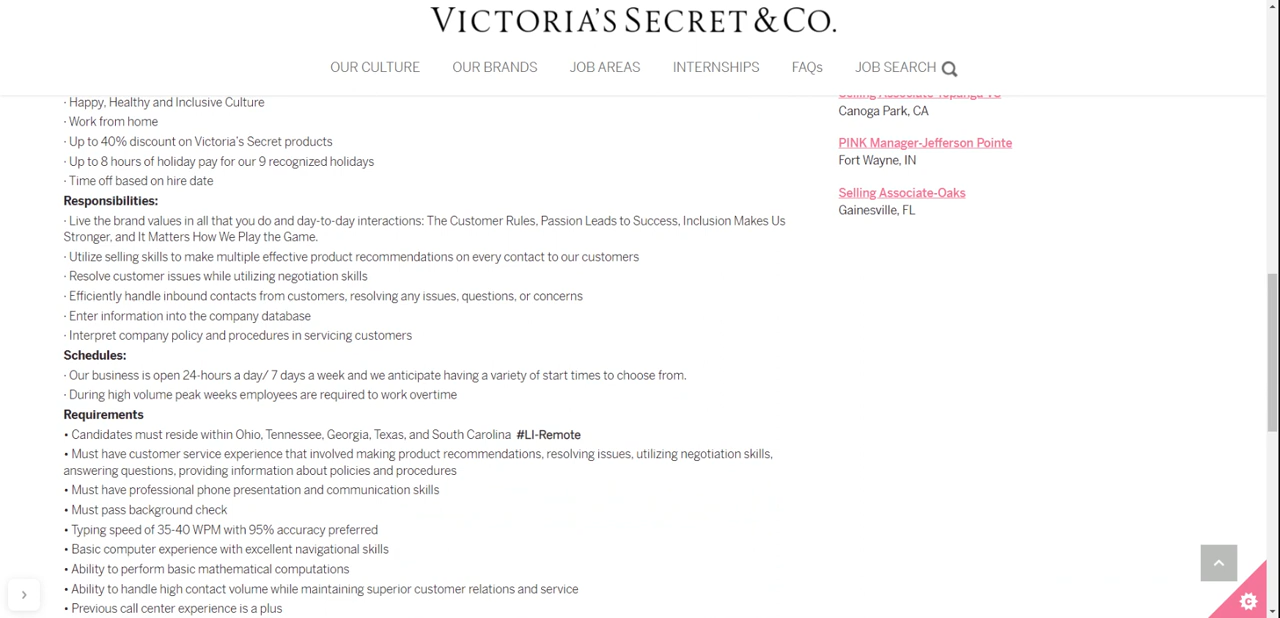 VICTORIA'S SECRET & CO.
OUR CULTURE OUR BRANDS JOB AREAS INTERNSHIPS FAQs JOB SEARCH
· Happy, Healthy and Inclusive Culture
· Work from home
· Up to 40% discount on Victoria's Secret products
· Up to 8 hours of holiday pay for our 9 recognized holidays
· Time off based on hire date
Responsibilities:
· Live the brand values in all that you do and day-to-day interactions: The Customer Rules, Passion Leads to Success, Inclusion Makes Us
Stronger, and It Matters How We Play the Game.
· Utilize selling skills to make multiple effective product recommendations on every contact to our customers
· Resolve customer issues while utilizing negotiation skills
· Efficiently handle inbound contacts from customers, resolving any issues, questions, or concerns
· Enter information into the company database
· Interpret company policy and procedures in servicing customers
Schedules:
· Our business is open 24-hours a day/ 7 days a week and we anticipate having a variety of start times to choose from.
· During high volume peak weeks employees are required to work overtime
Requirements
• Candidates must reside within Ohio, Tennessee, Georgia, Texas, and South Carolina #LI-Remote
• Must have customer service experience that involved making product recommendations, resolving issues, utilizing negotiation skills,
answering questions, providing information about policies and procedures
• Must have professional phone presentation and communication skills
• Must pass background check
• Typing speed of 35-40 WPM with 95% accuracy preferred
• Basic computer experience with excellent navigational skills
• Ability to perform basic mathematical computations
• Ability to handle high contact volume while maintaining superior customer relations and service
• Previous call center experience is a plus
Selling Associate-Topanga VS
Canoga Park, CA
PINK Manager-Jefferson Pointe
Fort Wayne, IN
Selling Associate-Oaks
Gainesville, FL